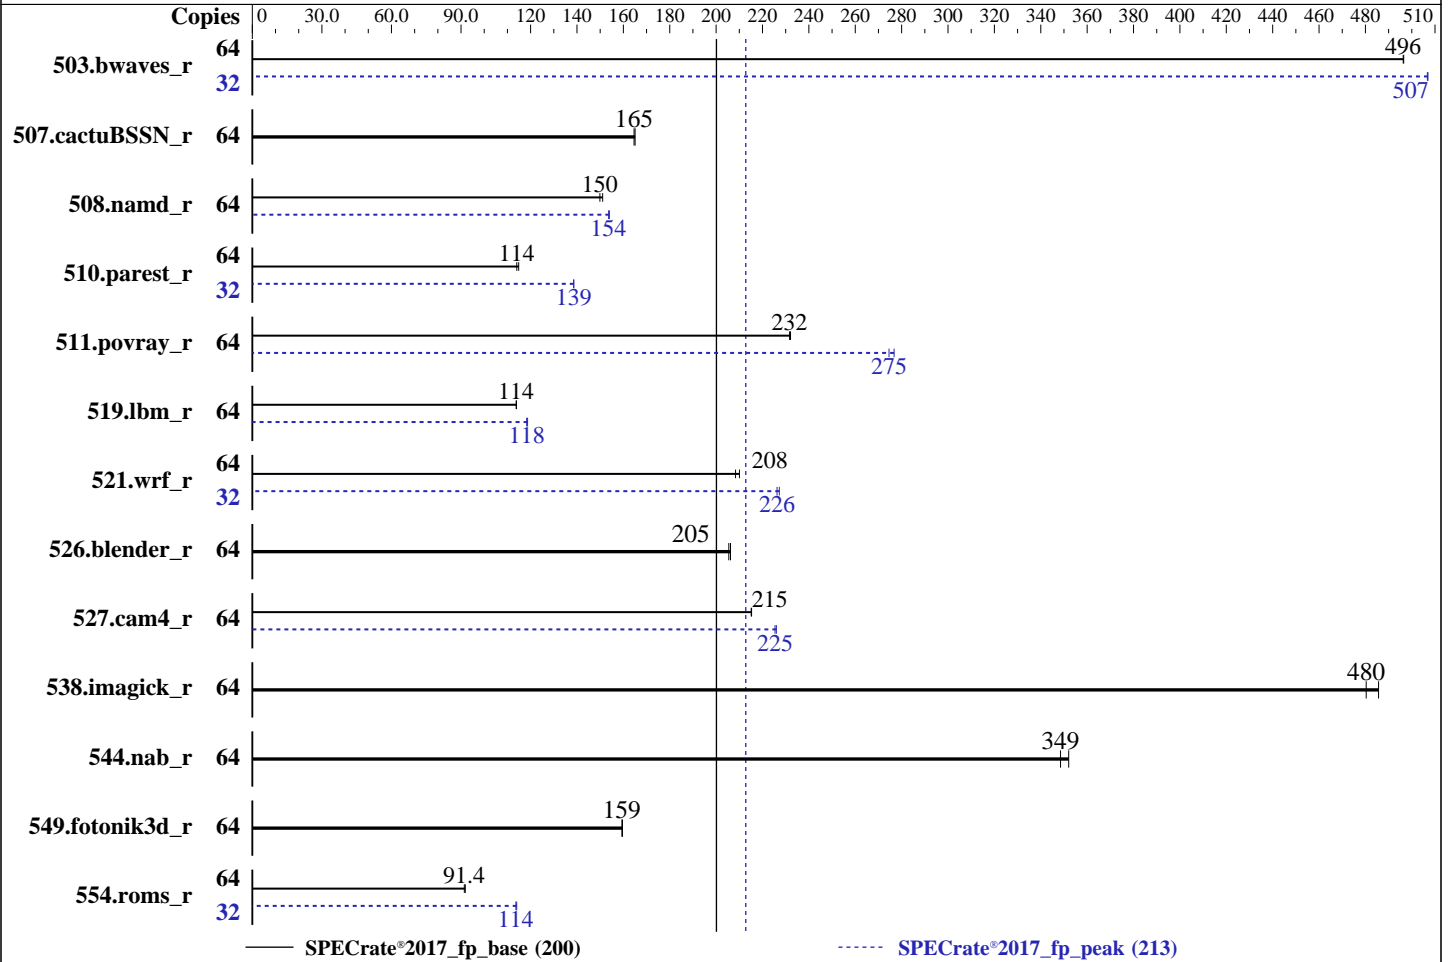 Copies 0 30.0 60.0 90.0 120 140 160 180 200 220 240 260 280 300 320 340 360 380 400 420 440 460 480 510
503.bwaves_r 64 496
32 507
507.cactuBSSN_r 64 165
508.namd_r 64 150
154
510.parest_r 64 114
32 139
511.povray_r 64 232
275
519.lbm_r 64 114
118
521.wrf_r 64 208
32 226
526.blender_r 64 205
527.cam4_r 64 215
225
538.imagick_r 64 480
544.nab_r 64 349
549.fotonik3d_r 64 159
554.roms_r 64 91.4
32 114
SPECrate®2017_fp_base (200) SPECrate®2017_fp_peak (213)